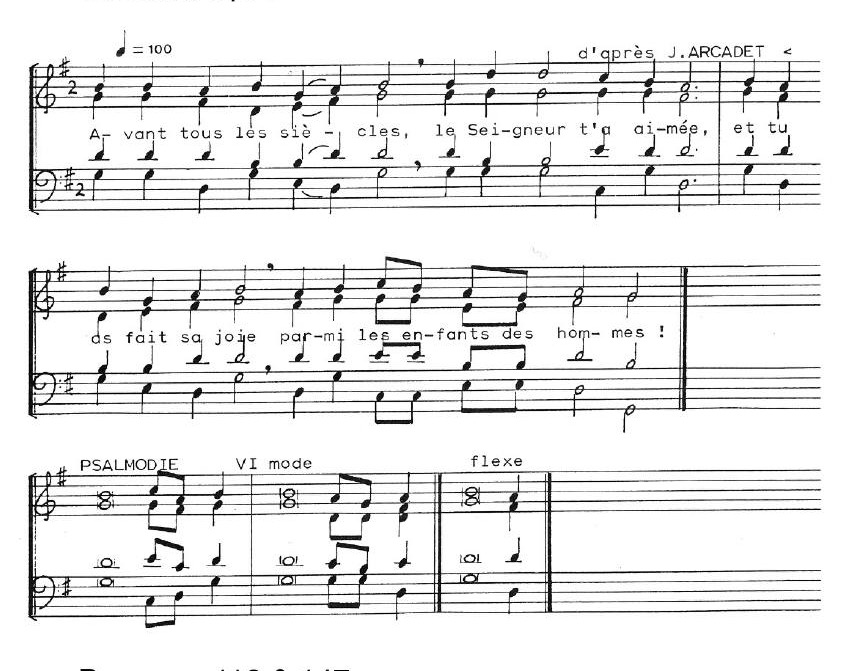 ♩ = 100
d'après J.ARCADET <
A- vant tous les siè - cles, le Sei-gneur t'a ai-mée, et tu
as fait sa joie par-mi les en-fants des hom- mes !
PSALMODIE VI mode flexe